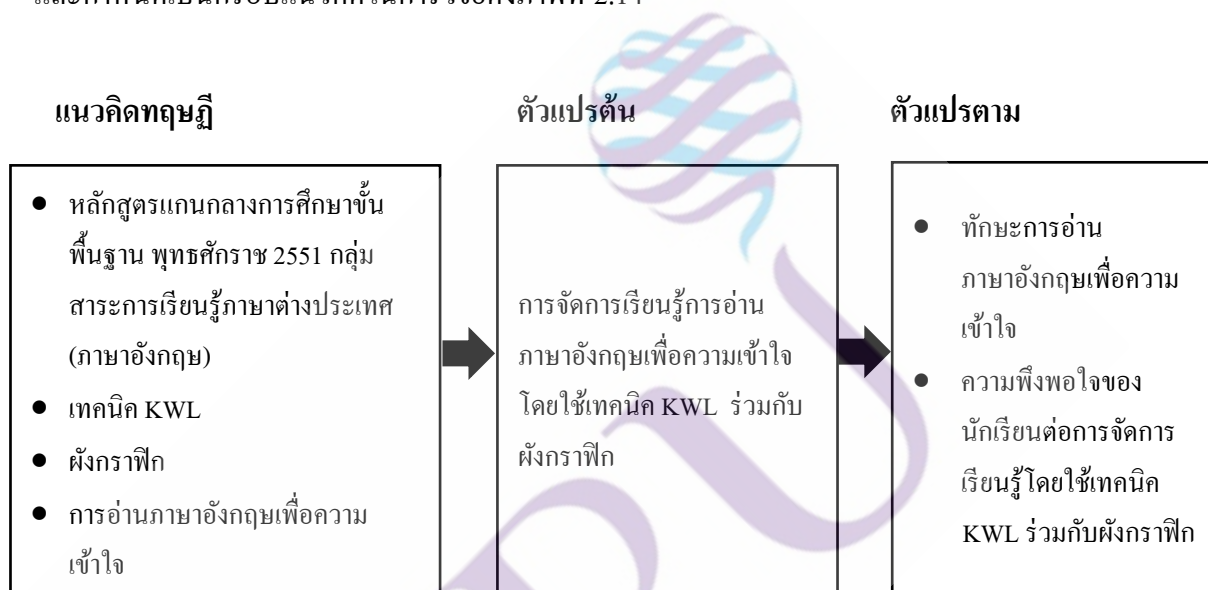 แนวคิดทฤษฎี
ตัวแปรต้น
ตัวแปรตาม
● หลักสูตรแกนกลางการศึกษาขั้น
พื้นฐาน พุทธศักราช 2551 กลุ่ม
สาระการเรียนรู้ภาษาต่างประเทศ
(ภาษาอังกฤษ)
● เทคนิค KWL
● ผังกราฟิก
● การอ่านภาษาอังกฤษเพื่อความ
เข้าใจ
การจัดการเรียนรู้การอ่าน
ภาษาอังกฤษเพื่อความเข้าใจ
โดยใช้เทคนิค KWL ร่วมกับ
ผังกราฟิก
● ทักษะการอ่าน
ภาษาอังกฤษเพื่อความ
เข้าใจ
● ความพึงพอใจของ
นักเรียนต่อการจัดการ
เรียนรู้โดยใช้เทคนิค
KWL ร่วมกับผังกราฟิก